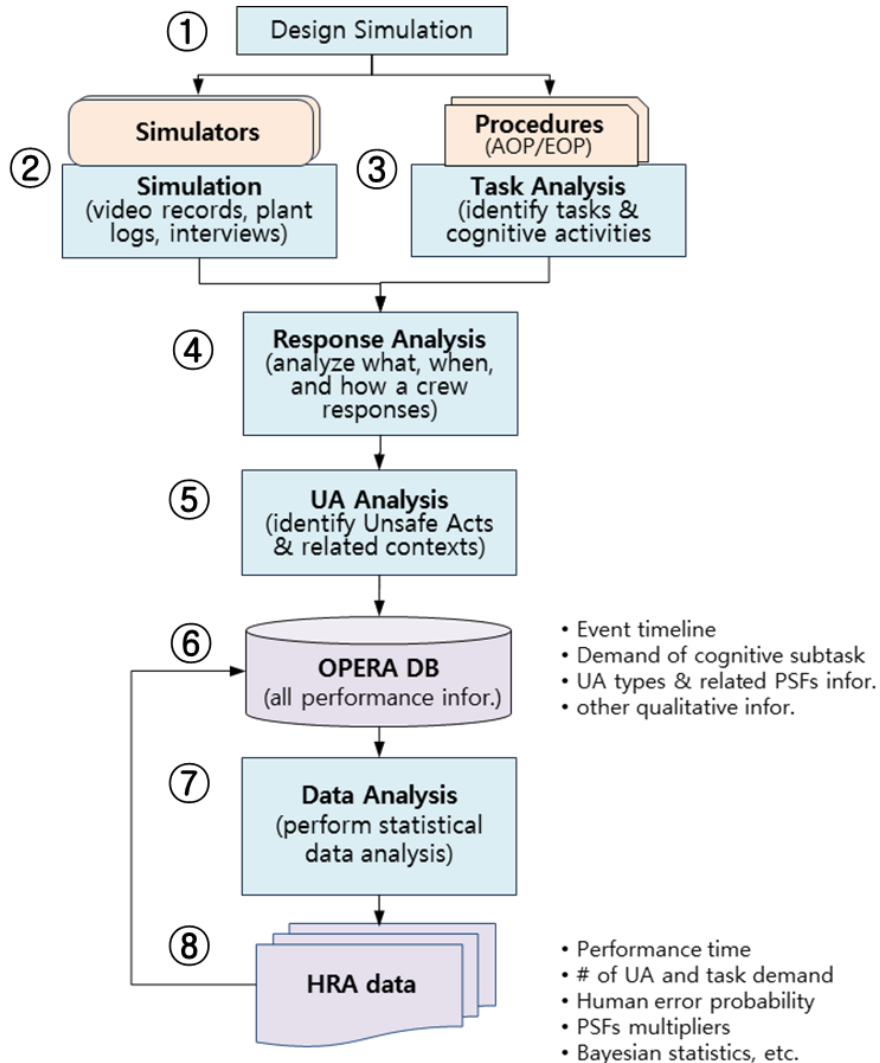 ①
Design Simulation
Simulators
②
Simulation
(video records, plant
logs, interviews)
Procedures
(AOP/EOP)
③
Task Analysis
(identify tasks &
cognitive activities
④
Response Analysis
(analyze what, when,
and how a crew
responses)
⑤
UA Analysis
(identify Unsafe Acts
& related contexts)
⑥
OPERA DB
(all performance infor.)
• Event timeline
• Demand of cognitive subtask
• UA types & related PSFs infor.
• other qualitative infor.
⑦
Data Analysis
(perform statistical
data analysis)
⑧
HRA data
• Performance time
• # of UA and task demand
• Human error probability
• PSFs multipliers
• Bayesian statistics, etc.